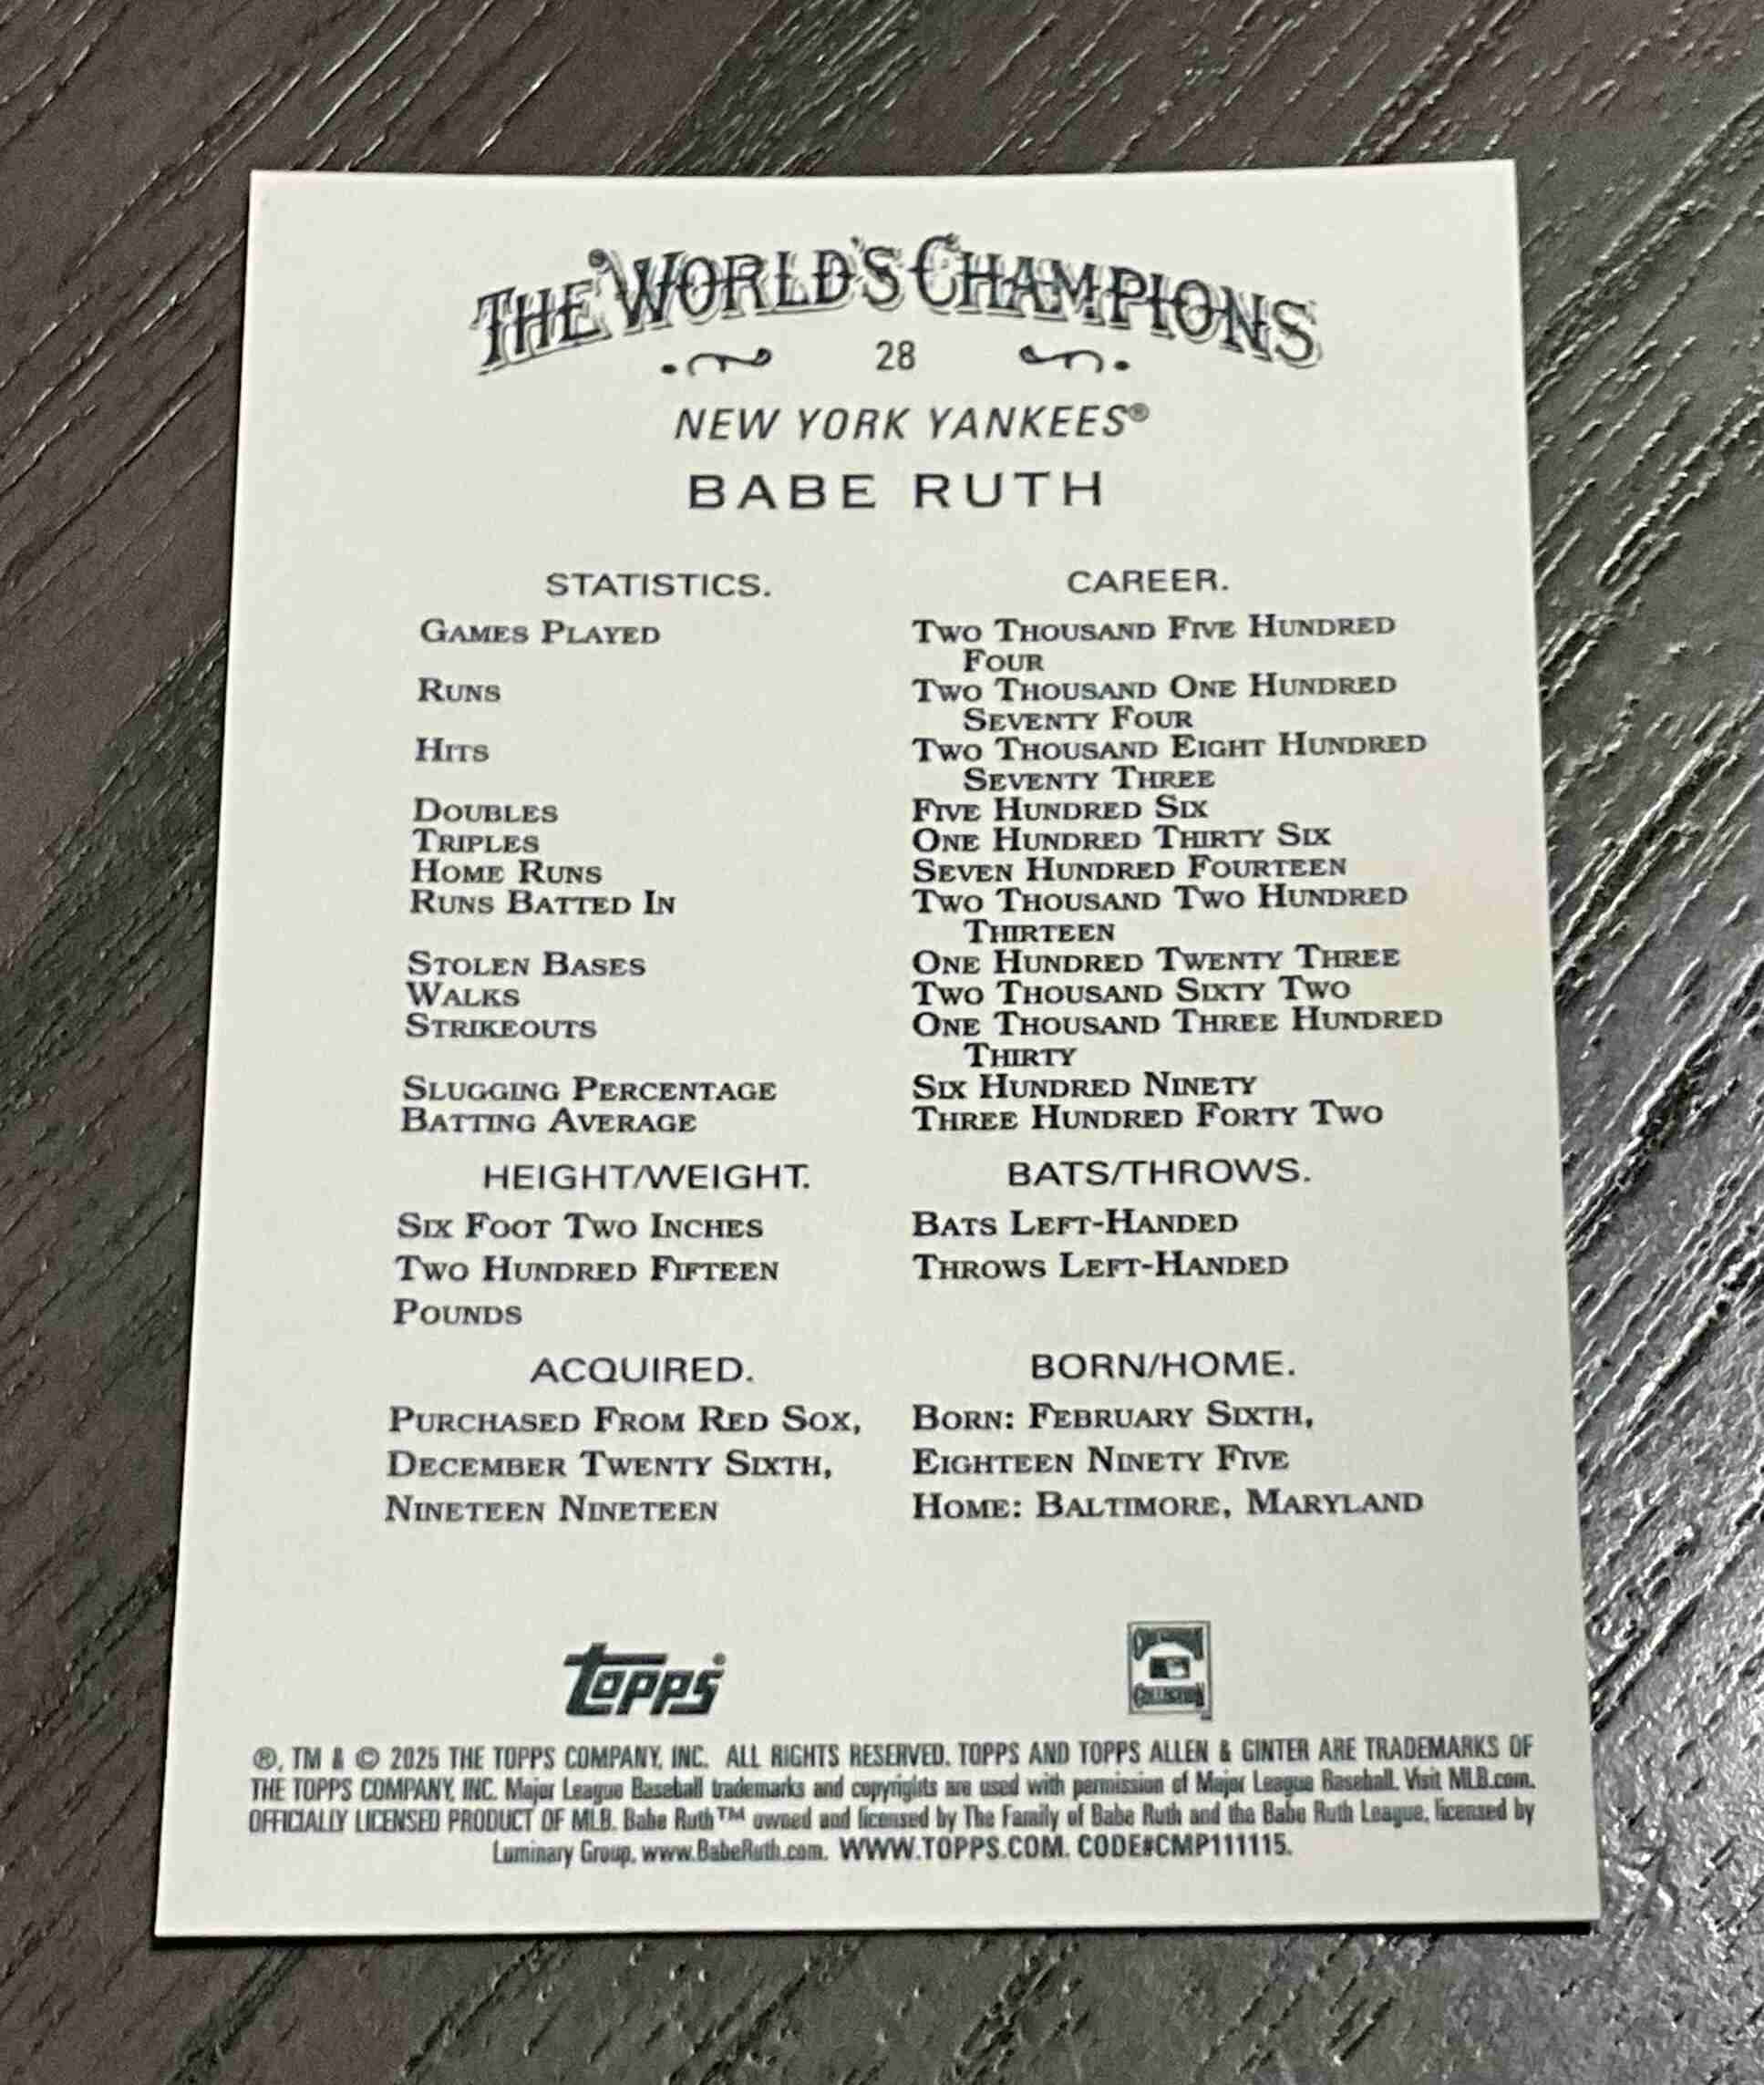 THE WORLD'S CHAMPIONS
28
NEW YORK YANKEES®
BABE RUTH
STATISTICS. CAREER.
GAMES PLAYED TWO THOUSAND FIVE HUNDRED
FOUR
RUNS TWO THOUSAND ONE HUNDRED
SEVENTY FOUR
HITS TWO THOUSAND EIGHT HUNDRED
SEVENTY THREE
DOUBLES FIVE HUNDRED SIX
TRIPLES ONE HUNDRED THIRTY SIX
HOME RUNS SEVEN HUNDRED FOURTEEN
RUNS BATTED IN TWO THOUSAND TWO HUNDRED
THIRTEEN
STOLEN BASES ONE HUNDRED TWENTY THREE
WALKS TWO THOUSAND SIXTY TWO
STRIKEOUTS ONE THOUSAND THREE HUNDRED
THIRTY
SLUGGING PERCENTAGE SIX HUNDRED NINETY
BATTING AVERAGE THREE HUNDRED FORTY TWO
HEIGHT/WEIGHT.
SIX FOOT TWO INCHES
TWO HUNDRED FIFTEEN
POUNDS
BATS/THROWS.
BATS LEFT-HANDED
THROWS LEFT-HANDED
ACQUIRED.
PURCHASED FROM RED SOX,
DECEMBER TWENTY SIXTH,
NINETEEN NINETEEN
BORN/HOME.
BORN: FEBRUARY SIXTH,
EIGHTEEN NINETY FIVE
HOME: BALTIMORE, MARYLAND
topps®
COLLECTION
®, TM & © 2025 THE TOPPS COMPANY, INC. ALL RIGHTS RESERVED. TOPPS AND TOPPS ALLEN & GINTER ARE TRADEMARKS OF
THE TOPPS COMPANY, INC. Major League Baseball trademarks and copyrights are used with permission of Major League Baseball. Visit MLB.com.
OFFICIALLY LICENSED PRODUCT OF MLB. Babe Ruth™ owned and licensed by The Family of Babe Ruth and the Babe Ruth League, licensed by
Luminary Group, www.BabeRuth.com. WWW.TOPPS.COM. CODE#CMP111115.